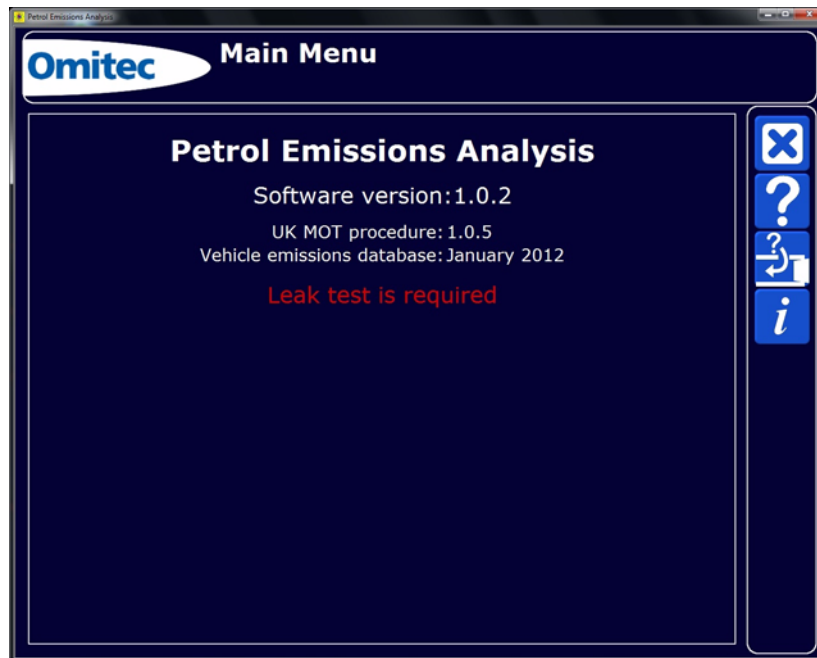 Petrol Emissions Analysis
Omitec
Main Menu
Petrol Emissions Analysis
Software version:1.0.2
UK MOT procedure:1.0.5
Vehicle emissions database:January 2012
Leak test is required
?
?
i